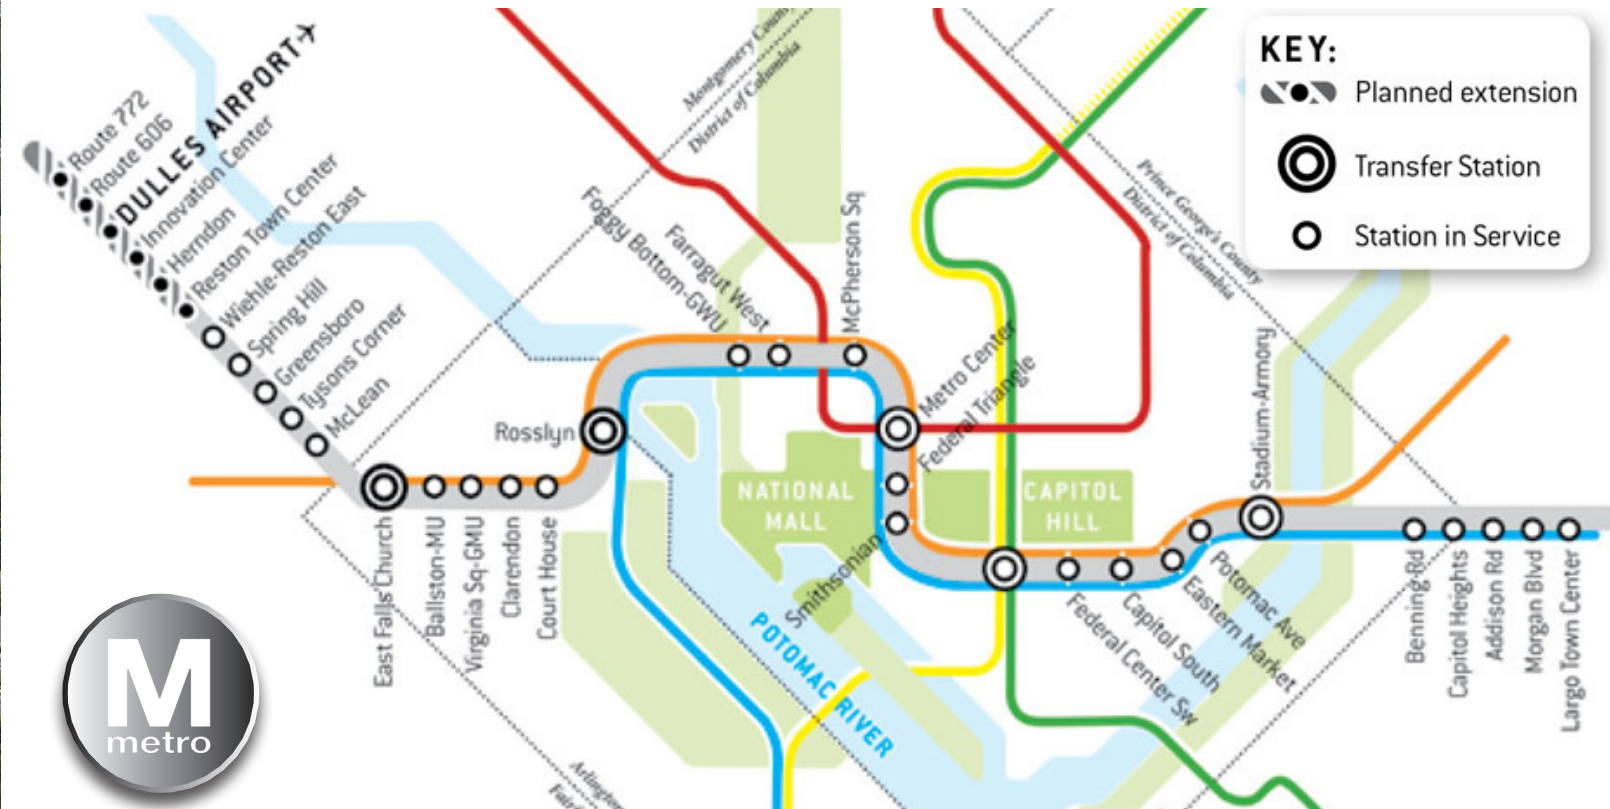 KEY:
Planned extension
Transfer Station
Station in Service
Route 772
Route 606
DULLES AIRPORT
Innovation Center
Herndon
Reston Town Center
Wiehle-Reston East
Spring Hill
Greensboro
Tysons Corner
McLean
East Falls Church
Ballston-MU
Virginia Sq-GMU
Clarendon
Court House
Rosslyn
Foggy Bottom-GWU
Farragut West
McPherson Sq
Metro Center
Federal Triangle
Smithsonian
Federal Center Sw
Capitol South
Eastern Market
Potomac Ave
Stadium-Armory
Benning Rd
Capitol Heights
Addison Rd
Morgan Blvd
Largo Town Center
Montgomery County
District of Columbia
Prince George's County
District of Columbia
NATIONAL
MALL
CAPITOL
HILL
POTOMAC RIVER
Arlington
M
metro